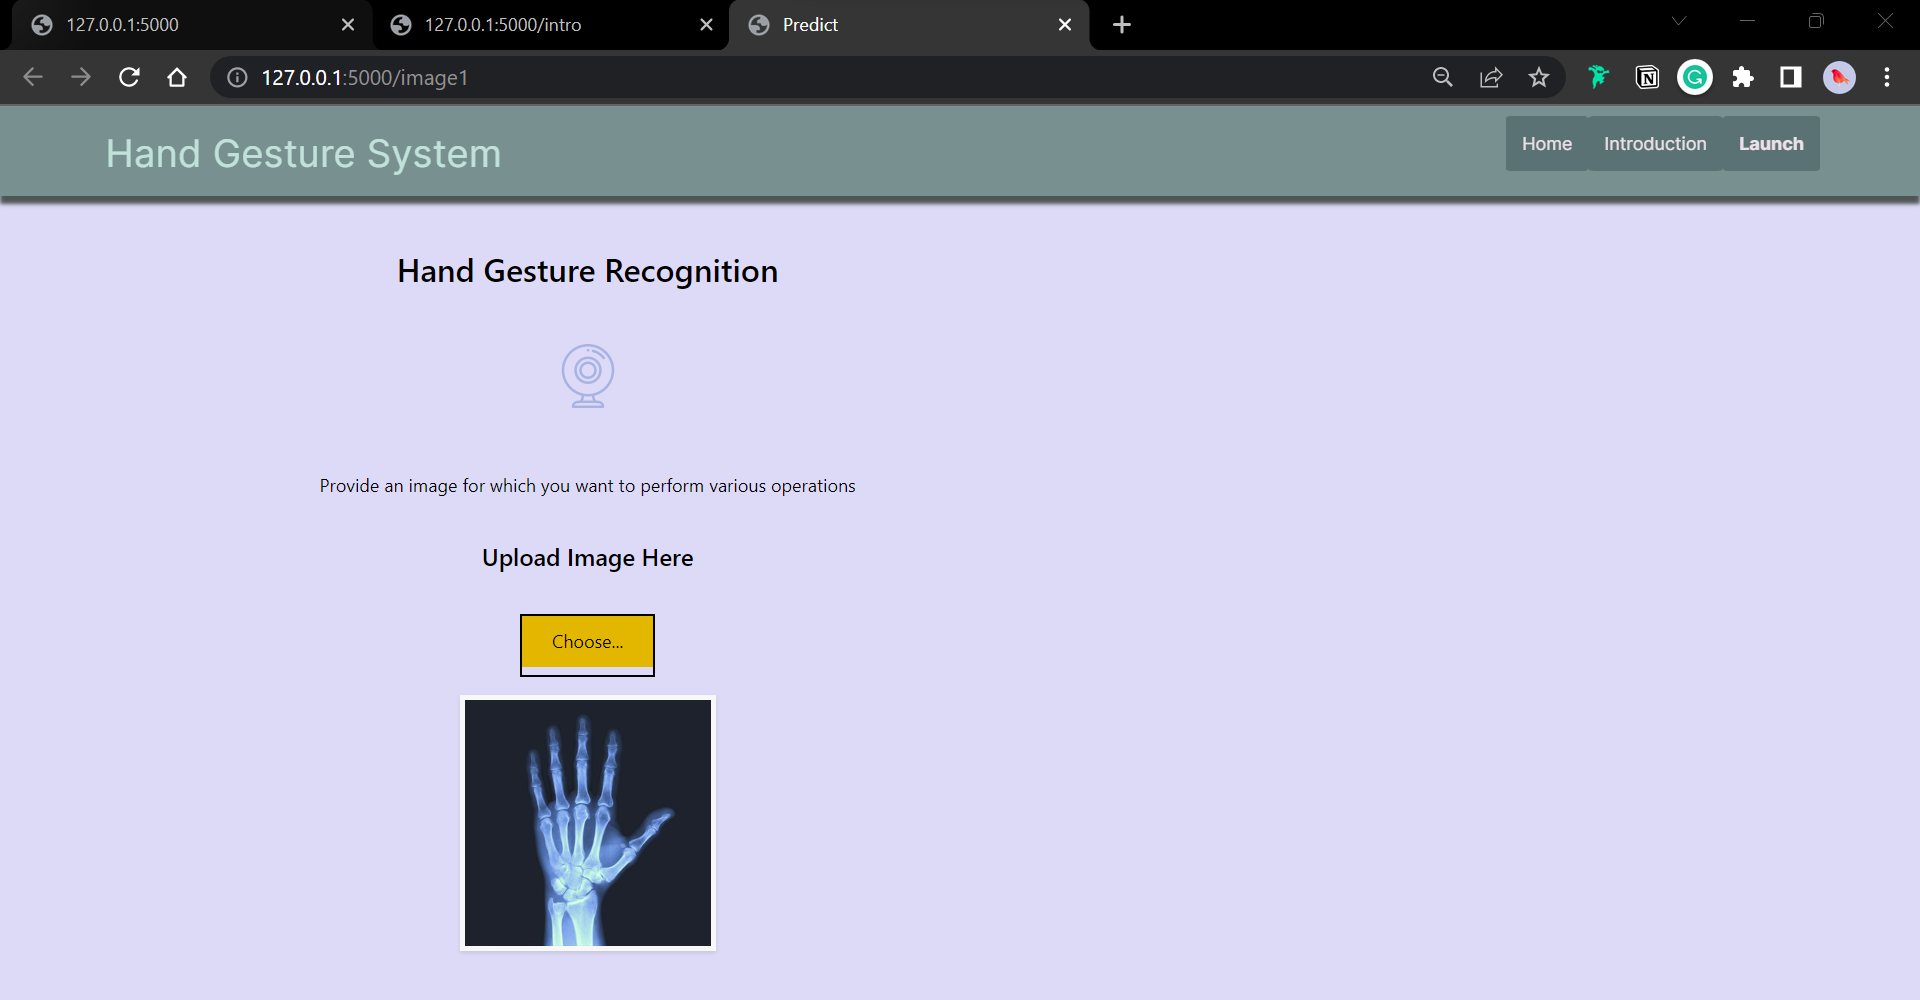 127.0.0.1:5000
127.0.0.1:5000/intro
Predict
127.0.0.1:5000/image1
Hand Gesture System
Home
Introduction
Launch
Hand Gesture Recognition
Provide an image for which you want to perform various operations
Upload Image Here
Choose...